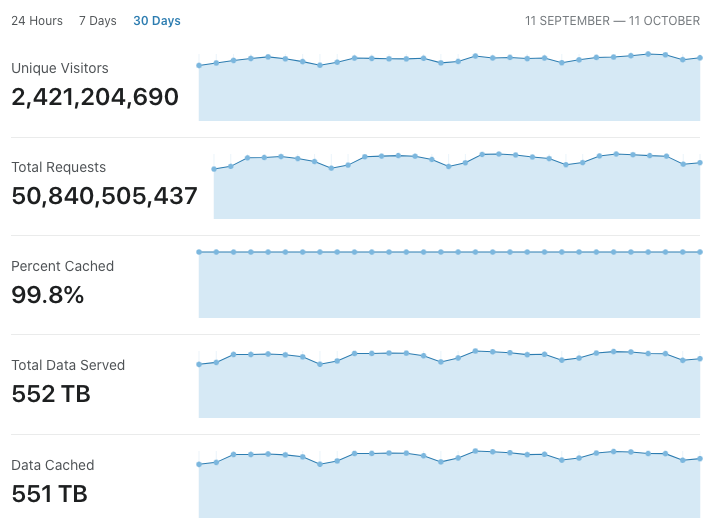 24 Hours 7 Days 30 Days 11 SEPTEMBER — 11 OCTOBER
Unique Visitors
2,421,204,690
Total Requests
50,840,505,437
Percent Cached
99.8%
Total Data Served
552 TB
Data Cached
551 TB